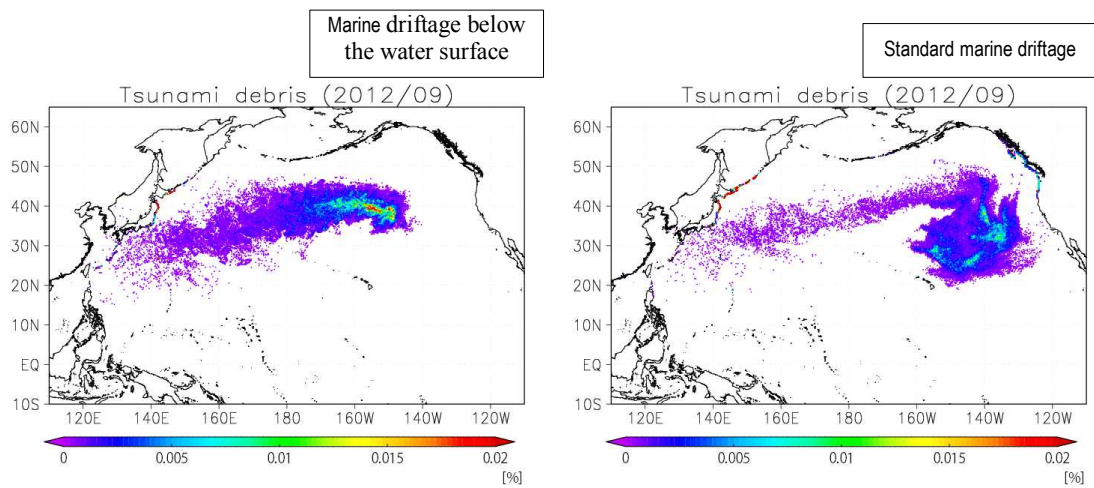 Marine driftage below
the water surface
Tsunami debris (2012/09)
60N
50N
40N
30N
20N
10N
EQ
10S
120E
140E
160E
180
160W
140W
120W
0
0.005
0.01
0.015
0.02
[%]
Standard marine driftage
Tsunami debris (2012/09)
60N
50N
40N
30N
20N
10N
EQ
10S
120E
140E
160E
180
160W
140W
120W
0
0.005
0.01
0.015
0.02
[%]